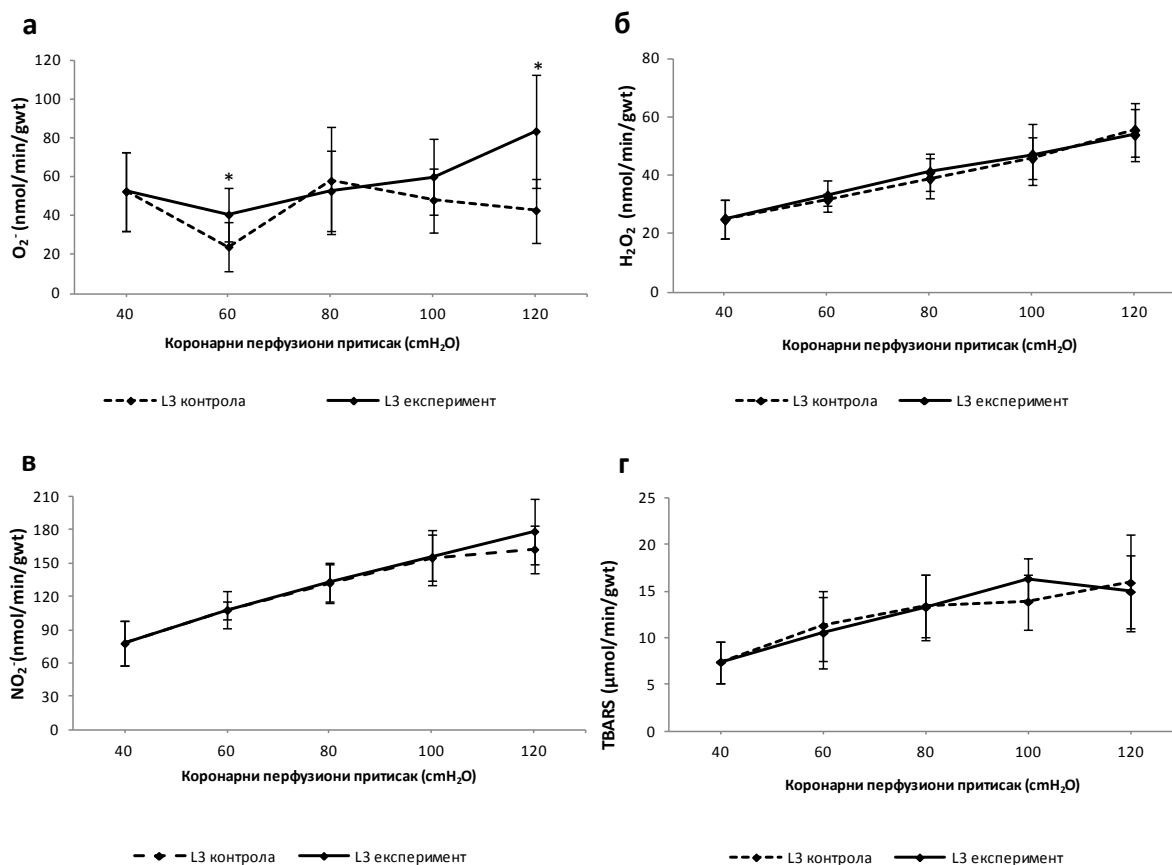 а
O₂⁻ (nmol/min/gwt)
120
100
80
60
40
20
0
*
*
40 60 80 100 120
Коронарни перфузиони притисак (cmH₂O)
L3 контрола L3 експеримент
б
H₂O₂ (nmol/min/gwt)
80
60
40
20
0
40 60 80 100 120
Коронарни перфузиони притисак (cmH₂O)
L3 контрола L3 експеримент
в
NO₂⁻(nmol/min/gwt)
210
180
150
120
90
60
30
0
40 60 80 100 120
Коронарни перфузиони притисак (cmH₂O)
L3 контрола L3 експеримент
г
TBARS (μmol/min/gwt)
25
20
15
10
5
0
40 60 80 100 120
Коронарни перфузиони притисак (cmH₂O)
L3 контрола L3 експеримент